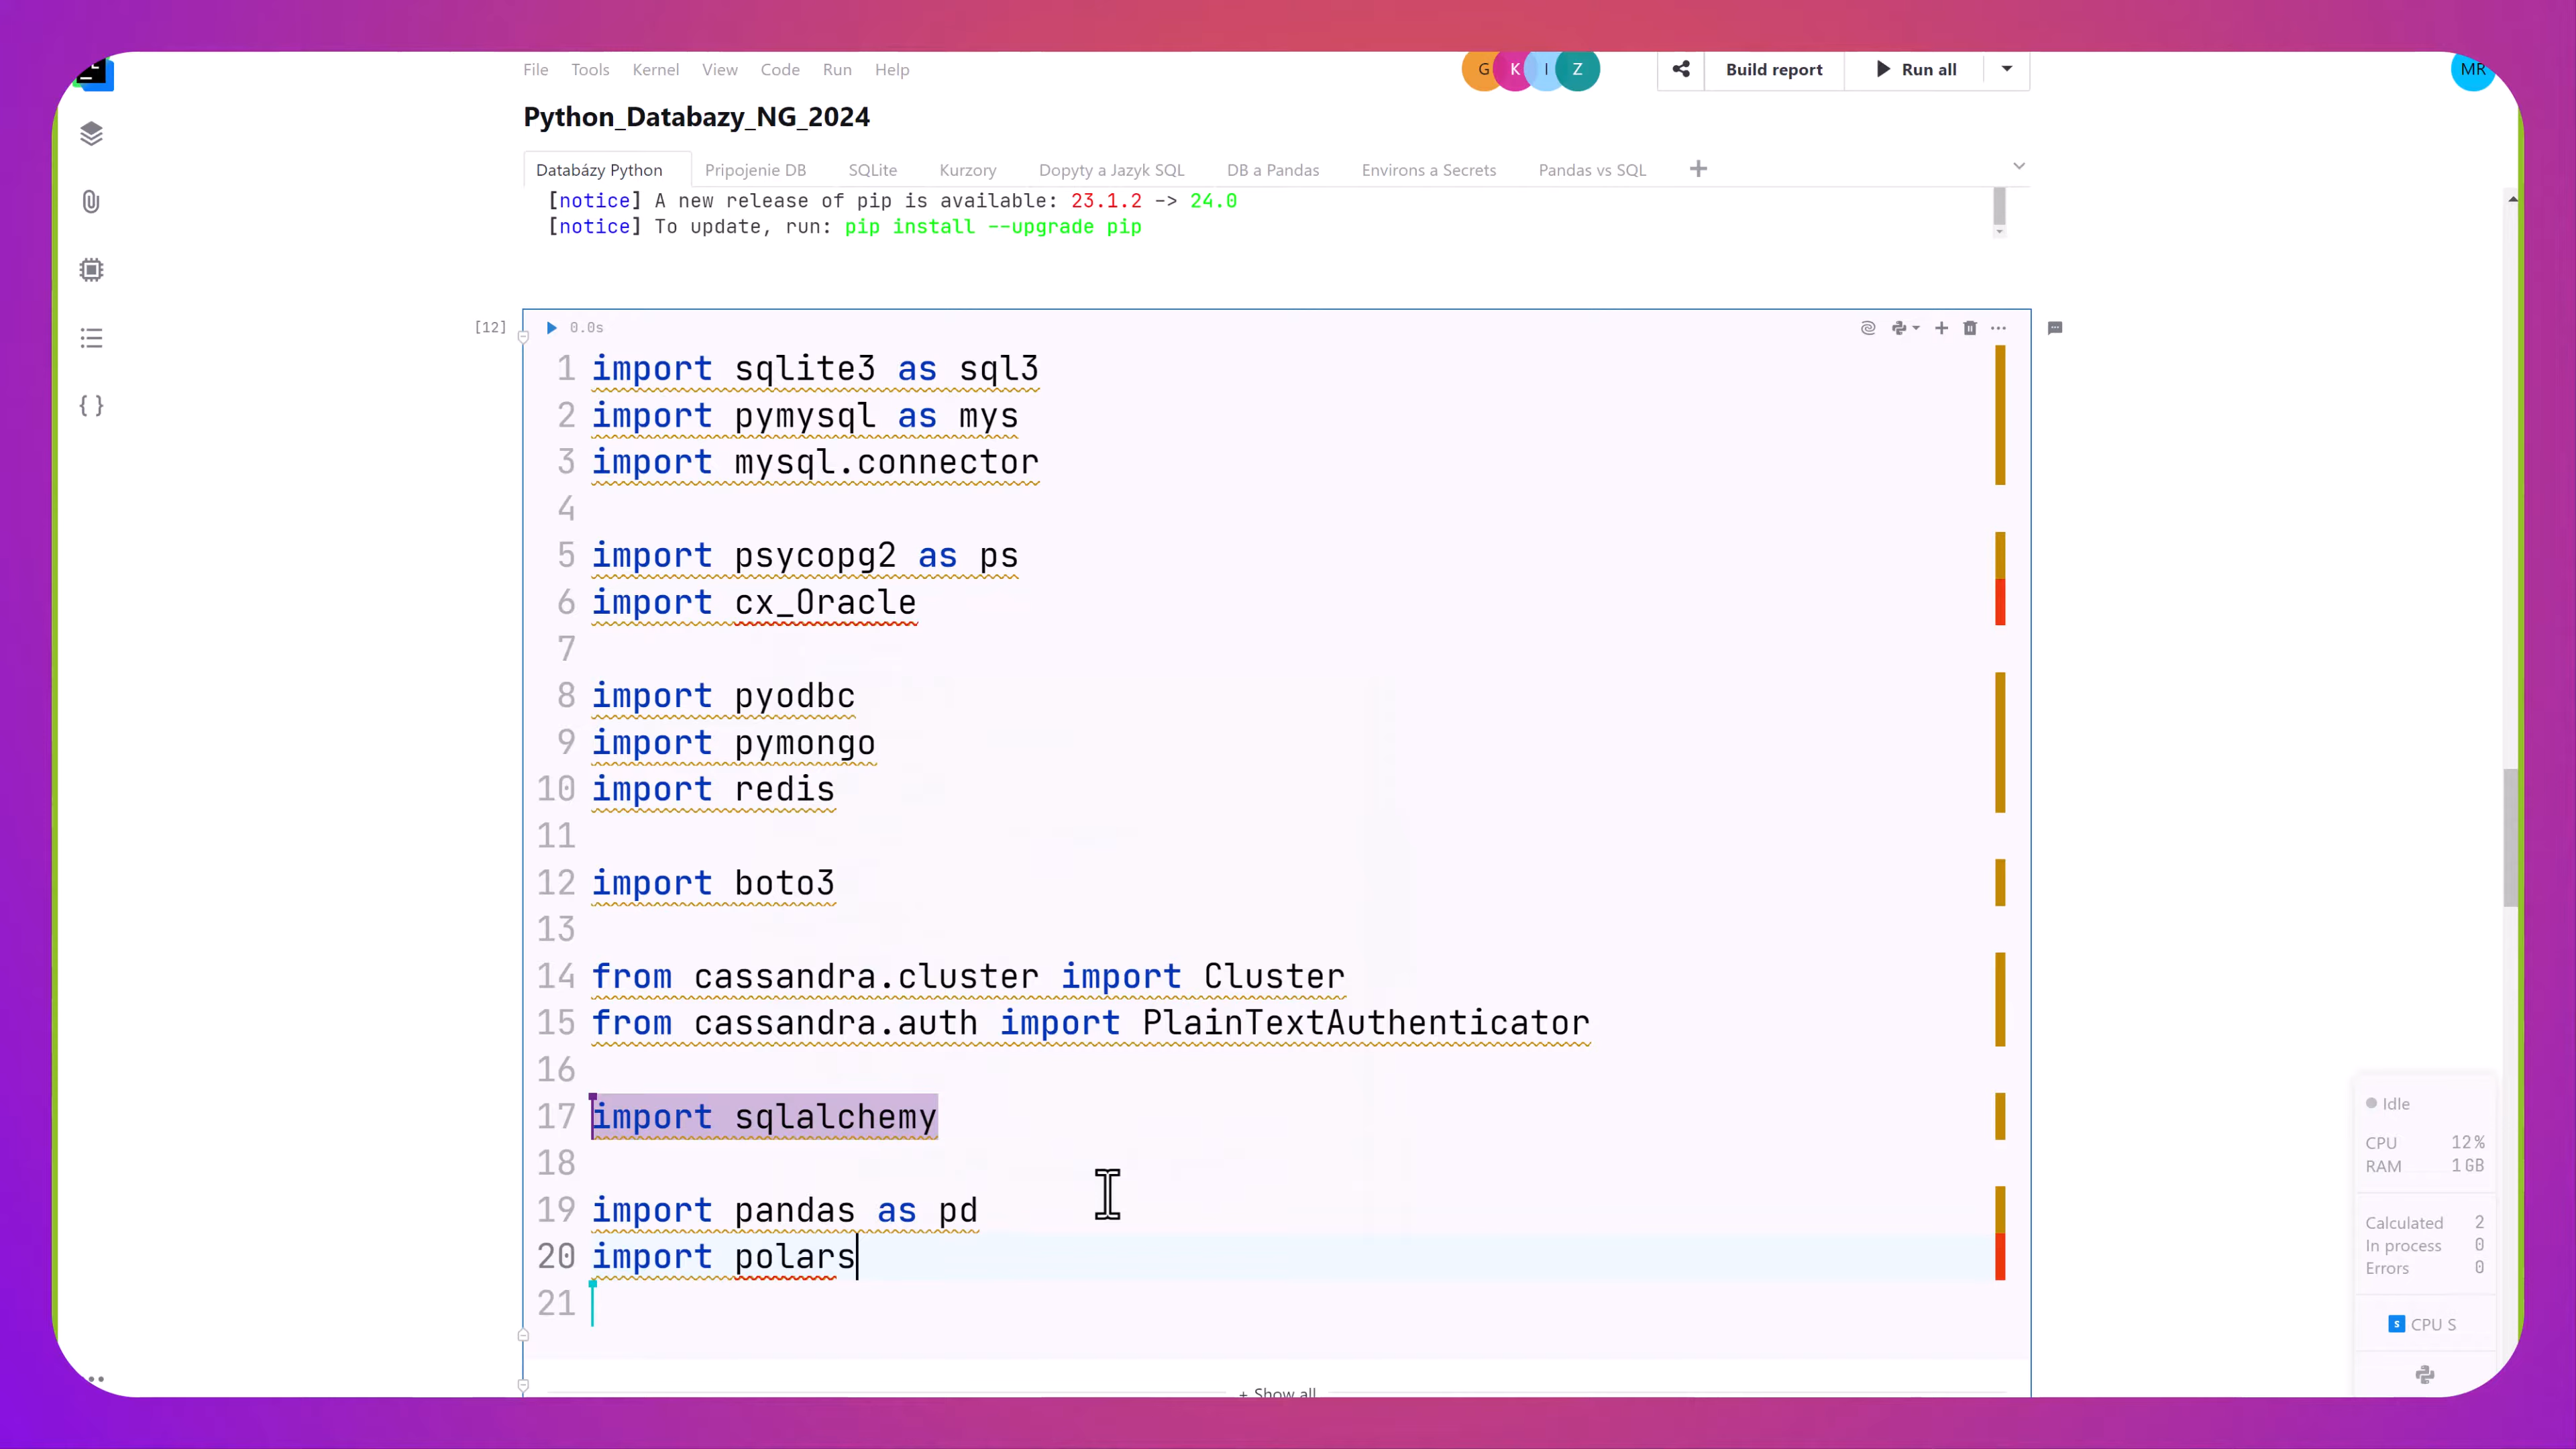 File Tools Kernel View Code Run Help
G K I Z
Build report Run all
MR
Python_Databazy_NG_2024
Databázy Python Pripojenie DB SQLite Kurzory Dopyty a Jazyk SQL DB a Pandas Environs a Secrets Pandas vs SQL
[notice] A new release of pip is available: 23.1.2 -> 24.0
[notice] To update, run: pip install --upgrade pip
[12] 0.0s
1 import sqlite3 as sql3
2 import pymysql as mys
3 import mysql.connector
4
5 import psycopg2 as ps
6 import cx_Oracle
7
8 import pyodbc
9 import pymongo
10 import redis
11
12 import boto3
13
14 from cassandra.cluster import Cluster
15 from cassandra.auth import PlainTextAuthenticator
16
17 import sqlalchemy
18
19 import pandas as pd
20 import polars
21
+ Show all
Idle
CPU 12%
RAM 1 GB
Calculated 2
In process 0
Errors 0
S CPU S